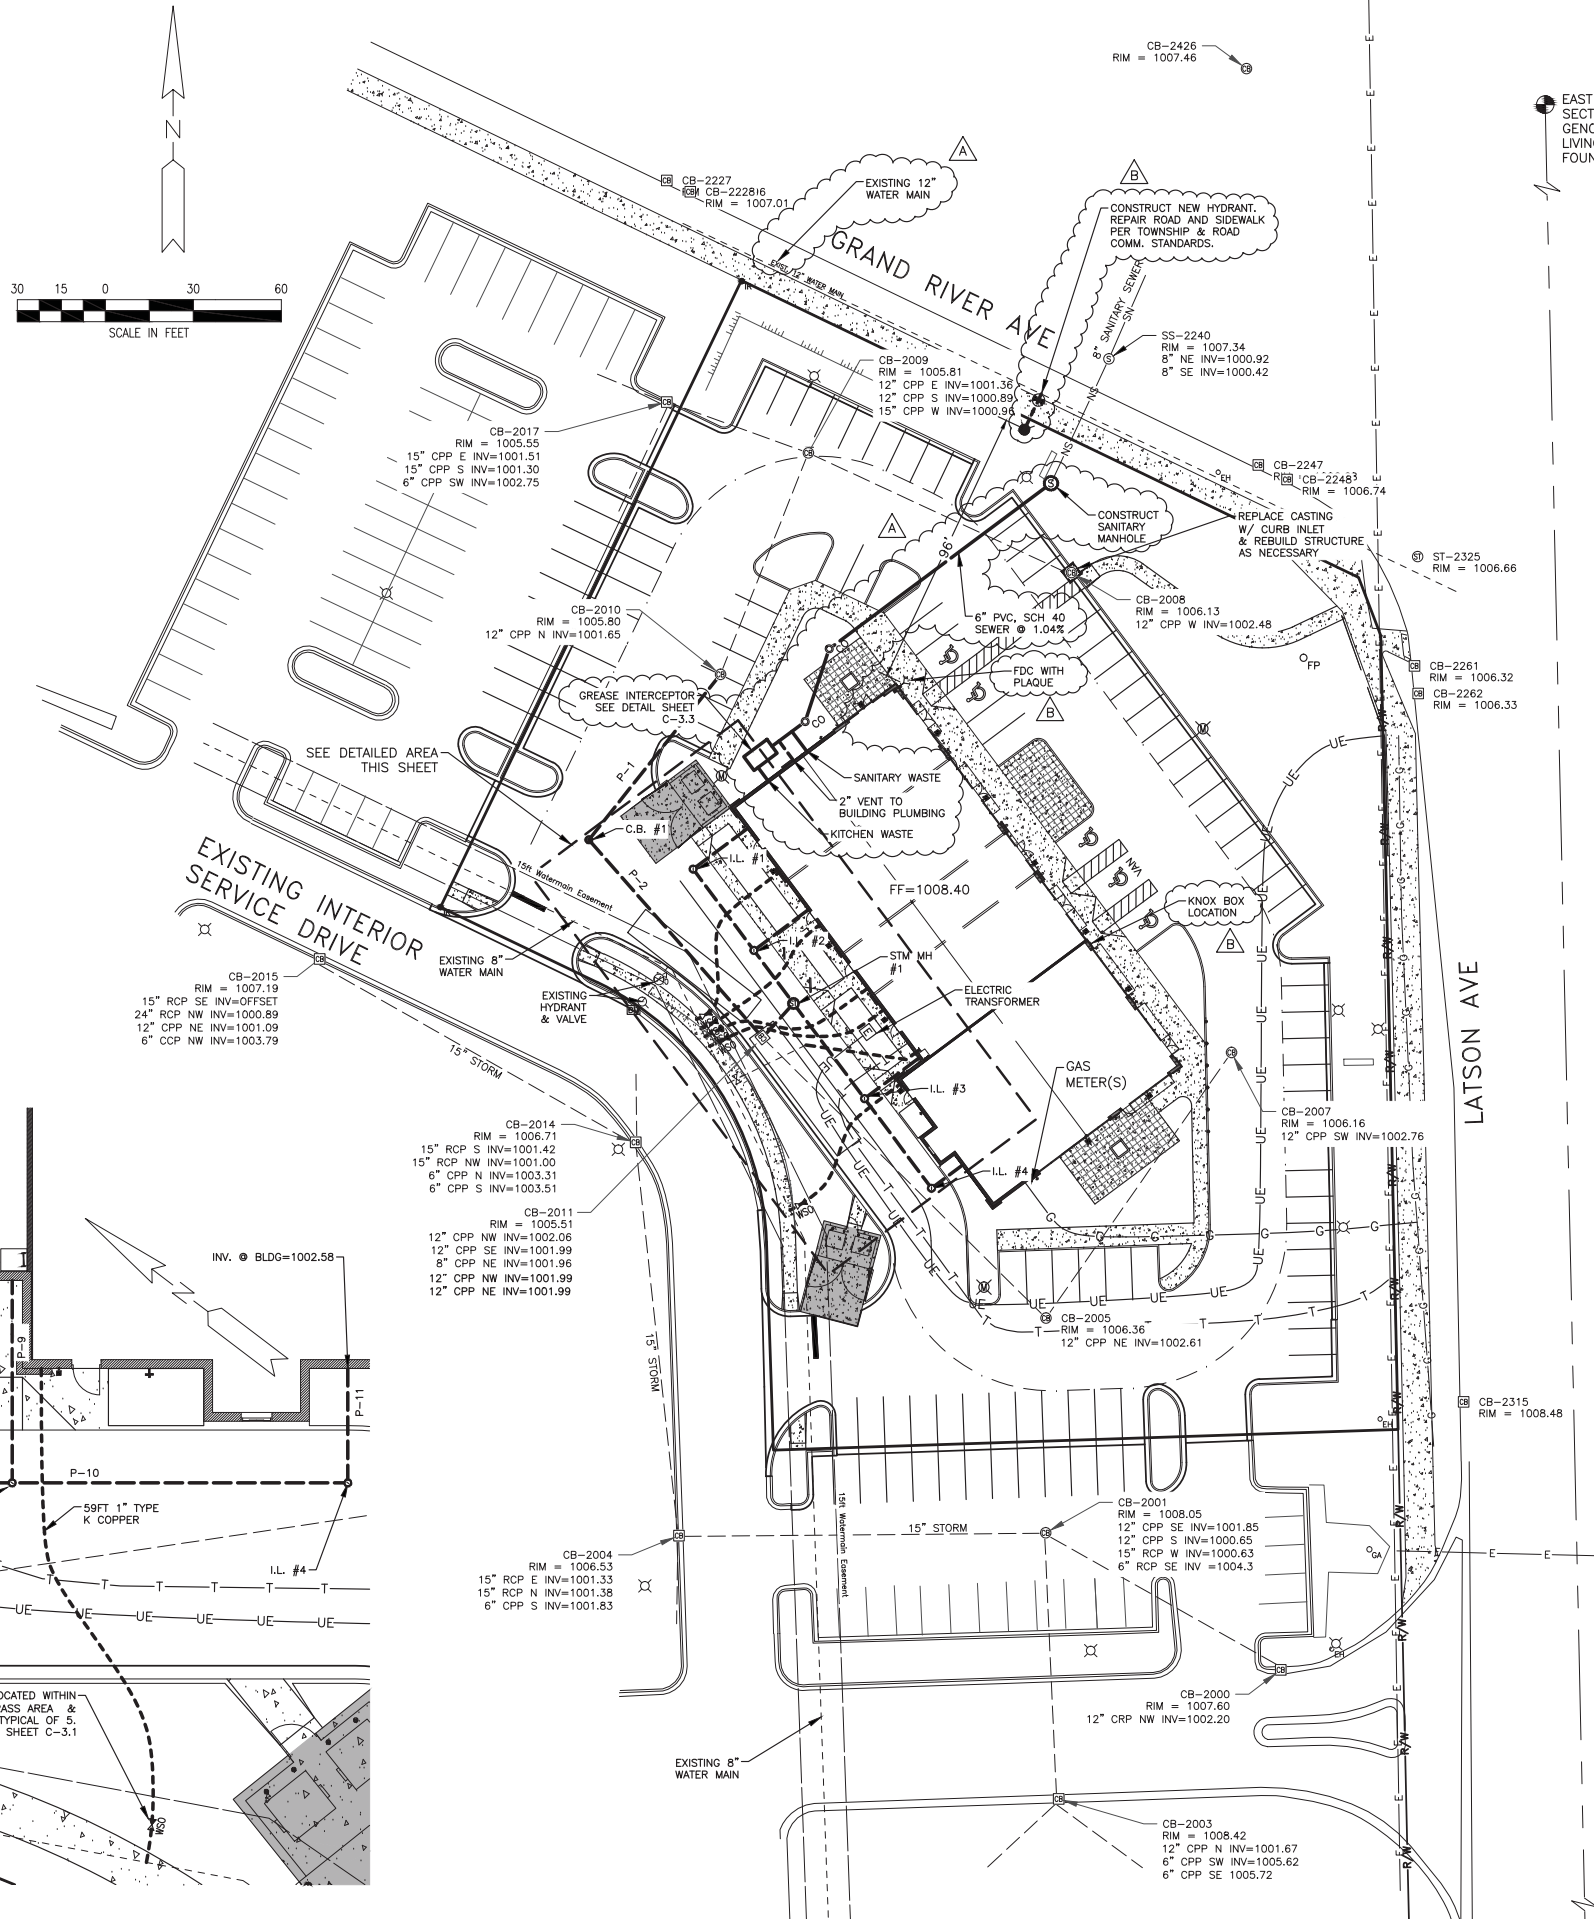 CB-2426
RIM = 1007.46
EAST
SECT
GENO
LIVIN
FOUN
N
30 15 0 30 60
SCALE IN FEET
A
B
CB-2227
CB-2228
RIM = 1007.01
EXISTING 12"
WATER MAIN
CONSTRUCT NEW HYDRANT.
REPAIR ROAD AND SIDEWALK
PER TOWNSHIP & ROAD
COMM. STANDARDS.
GRAND RIVER AVE
EXIST. 12" WATER MAIN
8" SANITARY SEWER
SS-2240
RIM = 1007.34
8" NE INV=1000.92
8" SE INV=1000.42
CB-2009
RIM = 1005.81
12" CPP E INV=1001.36
12" CPP S INV=1000.89
15" CPP W INV=1000.96
CB-2017
RIM = 1005.55
15" CPP E INV=1001.51
15" CPP S INV=1001.30
6" CPP SW INV=1002.75
CB-2247
CB-2248
RIM = 1006.74
EH
CONSTRUCT
SANITARY
MANHOLE
REPLACE CASTING
W/ CURB INLET
& REBUILD STRUCTURE
AS NECESSARY
ST-2325
RIM = 1006.66
A
96'
CB-2010
RIM = 1005.80
12" CPP N INV=1001.65
6" PVC, SCH 40
SEWER @ 1.04%
CB-2008
RIM = 1006.13
12" CPP W INV=1002.48
FP
CB-2261
RIM = 1006.32
CB-2262
RIM = 1006.33
FDC WITH
PLAQUE
B
GREASE INTERCEPTOR
SEE DETAIL SHEET
C-3.3
CO
CO
SEE DETAILED AREA
THIS SHEET
P-1
SANITARY WASTE
2" VENT TO
BUILDING PLUMBING
KITCHEN WASTE
C.B. #1
I.L. #1
P-2
15ft Watermain Easement
FF=1008.40
VAN
KNOX BOX
LOCATION
B
EXISTING INTERIOR
SERVICE DRIVE
EXISTING 8"
WATER MAIN
I.L. #2
STM MH
#1
EXISTING
HYDRANT
& VALVE
ELECTRIC
TRANSFORMER
CB-2015
RIM = 1007.19
15" RCP SE INV=OFFSET
24" RCP NW INV=1000.89
12" CPP NE INV=1001.09
6" CCP NW INV=1003.79
15" STORM
WSO
I.L. #3
GAS
METER(S)
LATSON AVE
CB-2007
RIM = 1006.16
12" CPP SW INV=1002.76
CB-2014
RIM = 1006.71
15" RCP S INV=1001.42
15" RCP NW INV=1001.00
6" CPP N INV=1003.31
6" CPP S INV=1003.51
I.L. #4
CB-2011
RIM = 1005.51
12" CPP NW INV=1002.06
12" CPP SE INV=1001.99
8" CPP NE INV=1001.96
12" CPP NW INV=1001.99
12" CPP NE INV=1001.99
WSO
INV. @ BLDG=1002.58
N
P-9
P-11
P-10
59FT 1" TYPE
K COPPER
I.L. #4
15" STORM
CB-2005
RIM = 1006.36
12" CPP NE INV=1002.61
CB-2315
RIM = 1008.48
EH
R/W
CB-2001
RIM = 1008.05
12" CPP SE INV=1001.85
12" CPP S INV=1000.65
15" RCP W INV=1000.63
6" RCP SE INV =1004.3
15" STORM
15ft Watermain Easement
GA
CB-2004
RIM = 1006.53
15" RCP E INV=1001.33
15" RCP N INV=1001.38
6" CPP S INV=1001.83
EH
CB-2000
RIM = 1007.60
12" CRP NW INV=1002.20
OCATED WITHIN
ASS AREA &
TYPICAL OF 5.
SHEET C-3.1
WSO
EXISTING 8"
WATER MAIN
CB-2003
RIM = 1008.42
12" CPP N INV=1001.67
6" CPP SW INV=1005.62
6" CPP SE 1005.72